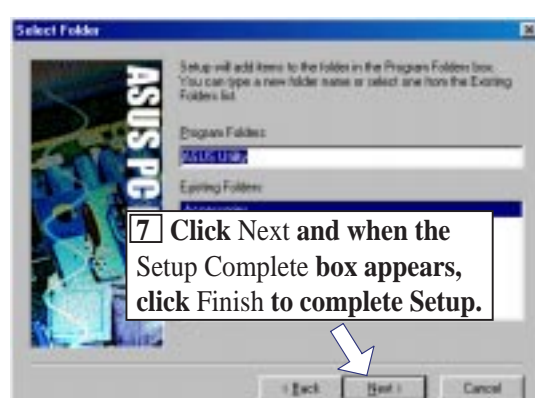 Select Folder
Setup will add items to the folder in the Program Folders box.
You can type a new folder name or select one from the Existing
Folders list.
Program Folders:
ASUS Utility
Existing Folders:
ASUS PC
7 Click Next and when the
Setup Complete box appears,
click Finish to complete Setup.
< Back Next > Cancel